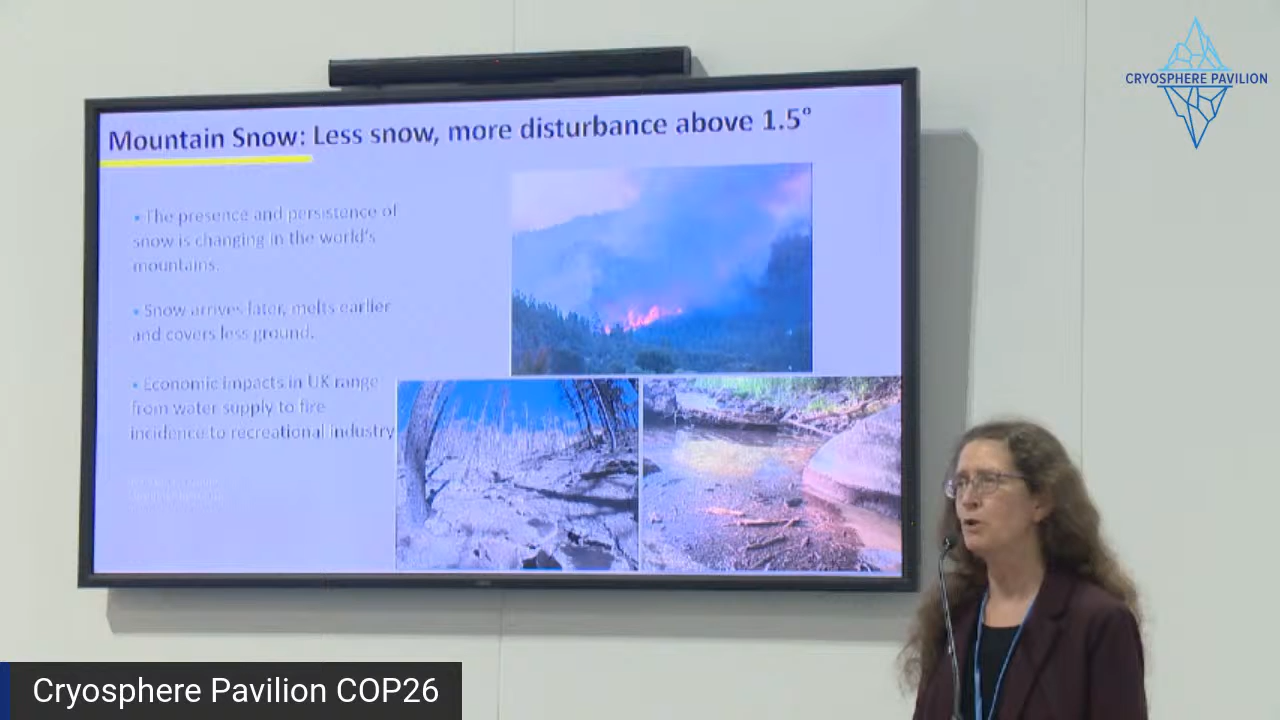 CRYOSPHERE PAVILION
Mountain Snow: Less snow, more disturbance above 1.5°
• The presence and persistence of
snow is changing in the world's
mountains.
• Snow arrives later, melts earlier
and covers less ground.
• Economic impacts in UK range
from water supply to fire
incidence to recreational industry
Cryosphere Pavilion COP26